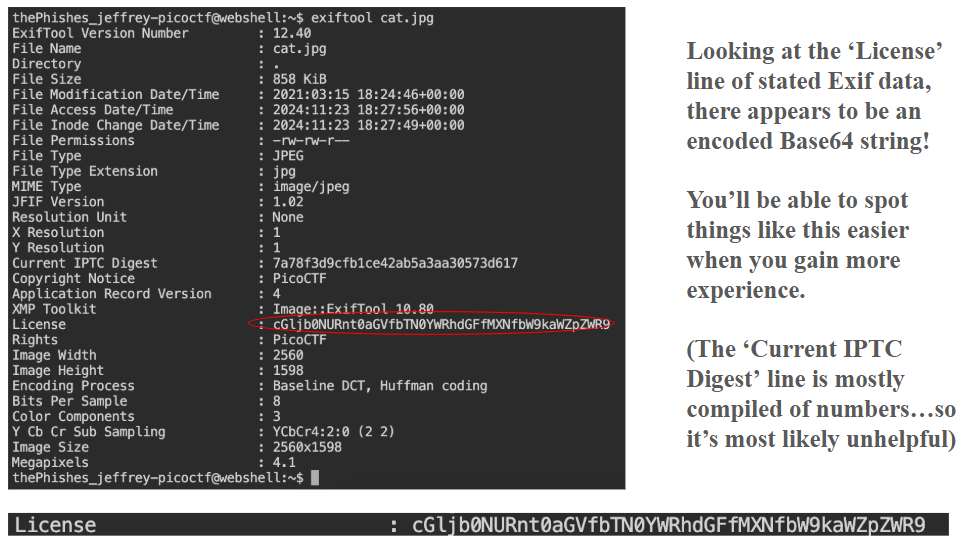 thePhishes_jeffrey-picoctf@webshell:~$ exiftool cat.jpg
ExifTool Version Number : 12.40
File Name : cat.jpg
Directory : .
File Size : 858 KiB
File Modification Date/Time : 2021:03:15 18:24:46+00:00
File Access Date/Time : 2024:11:23 18:27:56+00:00
File Inode Change Date/Time : 2024:11:23 18:27:49+00:00
File Permissions : -rw-rw-r--
File Type : JPEG
File Type Extension : jpg
MIME Type : image/jpeg
JFIF Version : 1.02
Resolution Unit : None
X Resolution : 1
Y Resolution : 1
Current IPTC Digest : 7a78f3d9cfb1ce42ab5a3aa30573d617
Copyright Notice : PicoCTF
Application Record Version : 4
XMP Toolkit : Image::ExifTool 10.80
License : cGljb0NURnt0aGVfbTN0YWRhdGFfMXNfbW9kaWZpZWR9
Rights : PicoCTF
Image Width : 2560
Image Height : 1598
Encoding Process : Baseline DCT, Huffman coding
Bits Per Sample : 8
Color Components : 3
Y Cb Cr Sub Sampling : YCbCr4:2:0 (2 2)
Image Size : 2560x1598
Megapixels : 4.1
thePhishes_jeffrey-picoctf@webshell:~$
Looking at the ‘License’
line of stated Exif data,
there appears to be an
encoded Base64 string!
You’ll be able to spot
things like this easier
when you gain more
experience.
(The ‘Current IPTC
Digest’ line is mostly
compiled of numbers…so
it’s most likely unhelpful)
License : cGljb0NURnt0aGVfbTN0YWRhdGFfMXNfbW9kaWZpZWR9